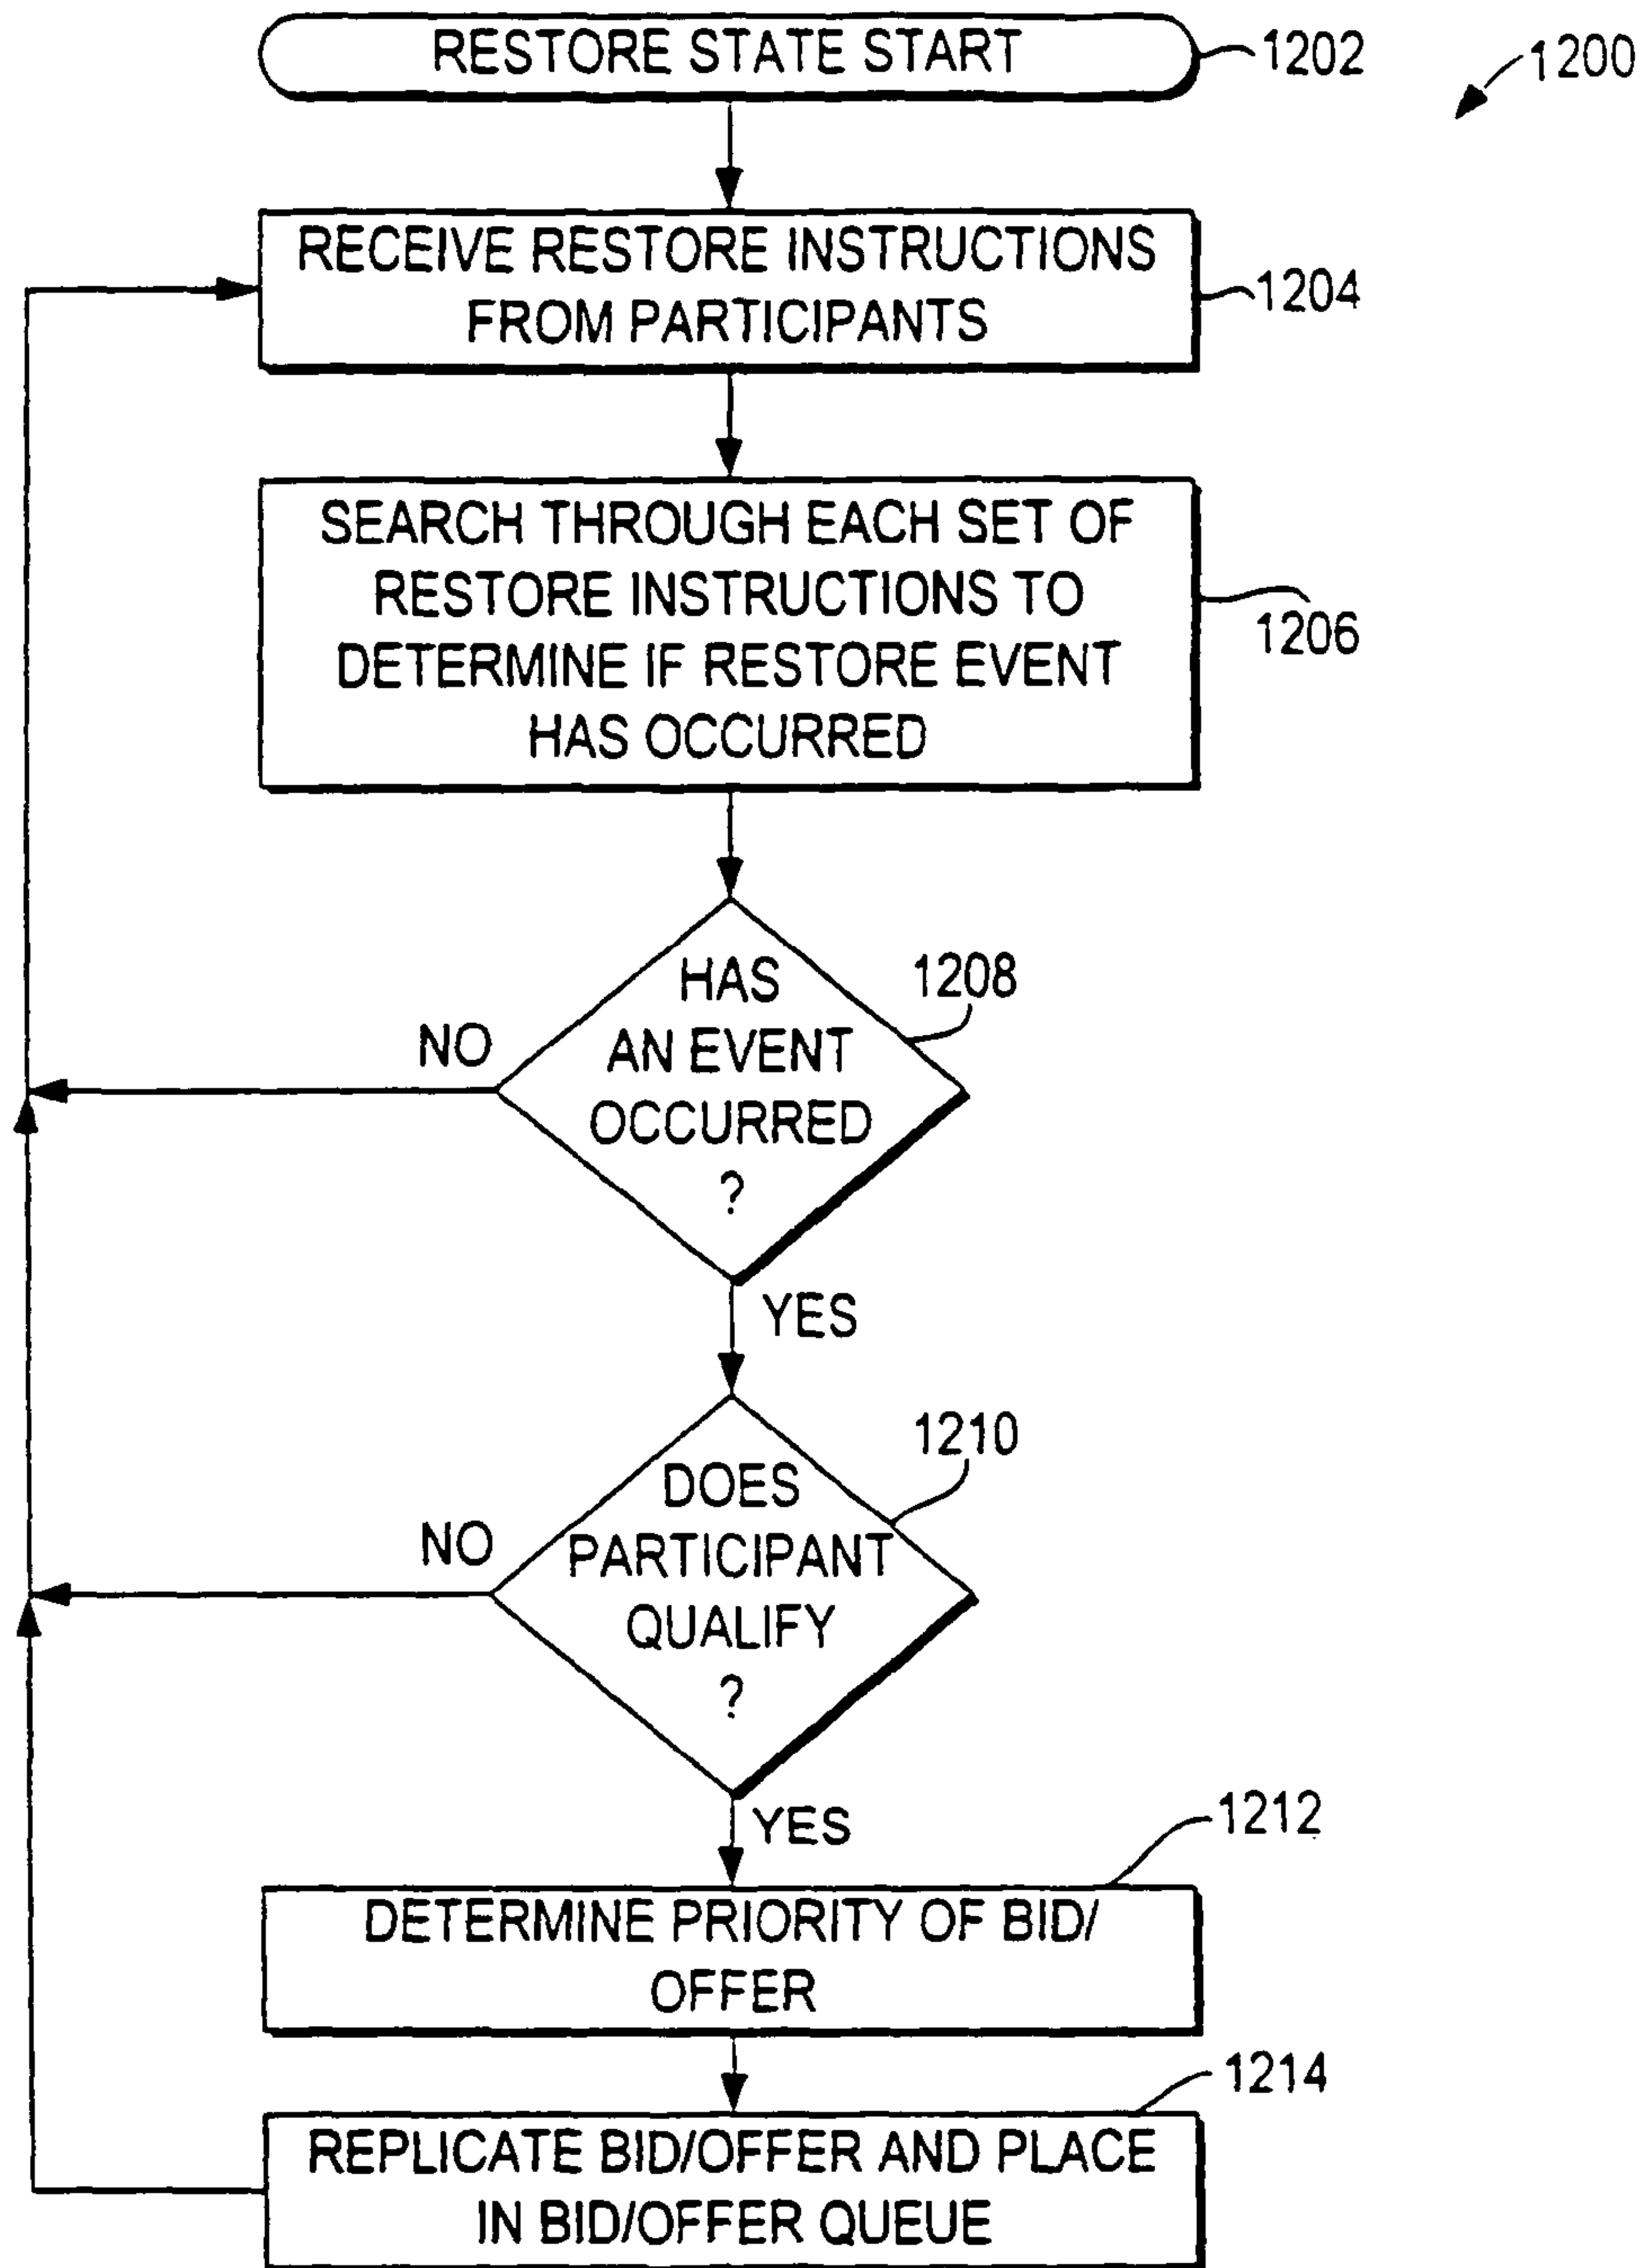 RESTORE STATE START
1202
1200
RECEIVE RESTORE INSTRUCTIONS
FROM PARTICIPANTS
1204
SEARCH THROUGH EACH SET OF
RESTORE INSTRUCTIONS TO
DETERMINE IF RESTORE EVENT
HAS OCCURRED
1206
HAS
AN EVENT
OCCURRED
?
1208
NO
YES
DOES
PARTICIPANT
QUALIFY
?
1210
NO
YES
DETERMINE PRIORITY OF BID/
OFFER
1212
REPLICATE BID/OFFER AND PLACE
IN BID/OFFER QUEUE
1214